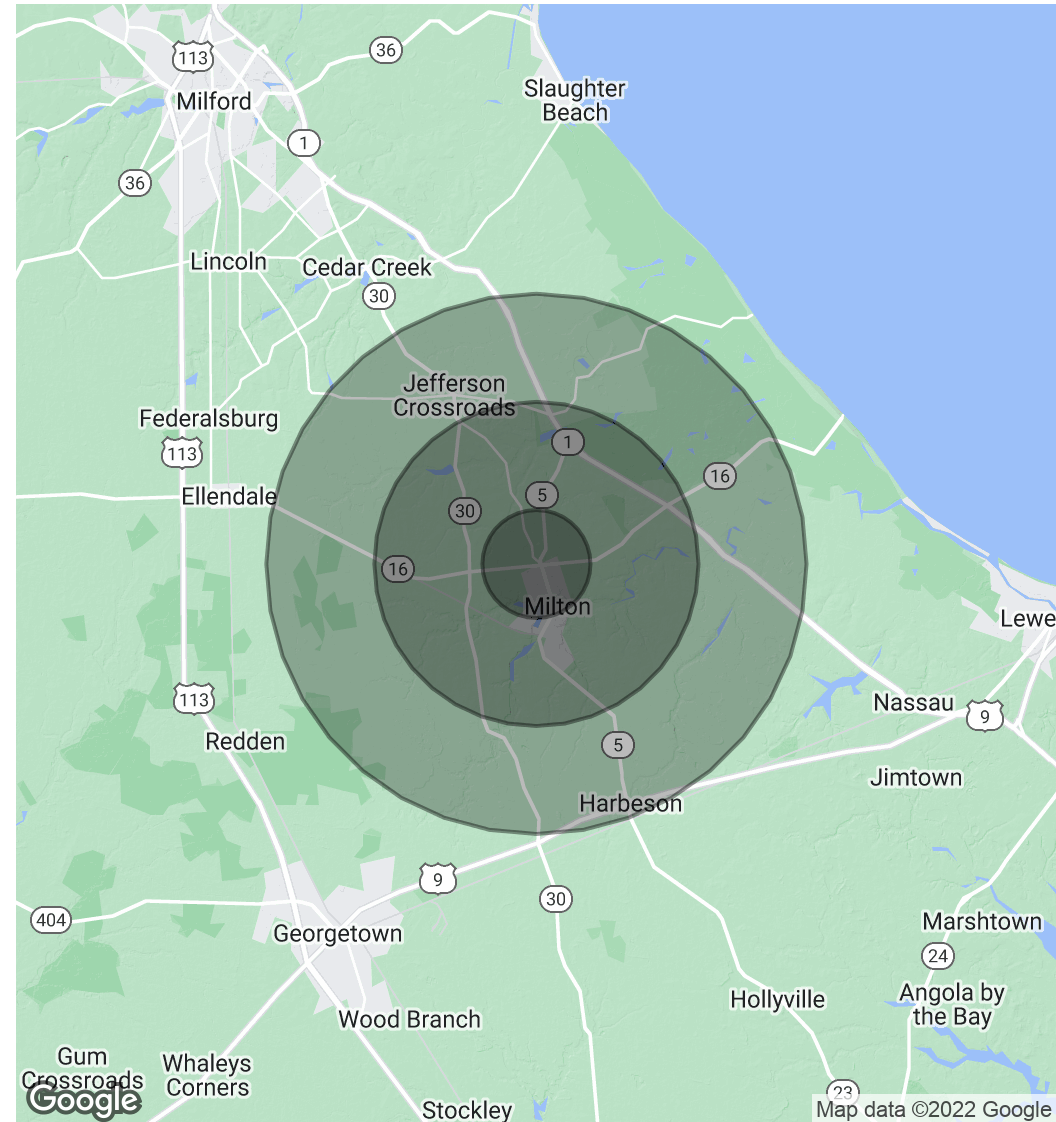 113
36
Slaughter
Beach
Milford
1
36
Lincoln
Cedar Creek
30
Jefferson
Crossroads
Federalsburg
1
113
16
Ellendale
5
30
16
Milton
Lewe
113
Nassau
9
Redden
5
Jimtown
Harbeson
9
30
404
Marshtown
Georgetown
24
Angola by
the Bay
Hollyville
Wood Branch
Gum
Crossroads
Whaleys
Corners
23
Google
Stockley
Map data ©2022 Google